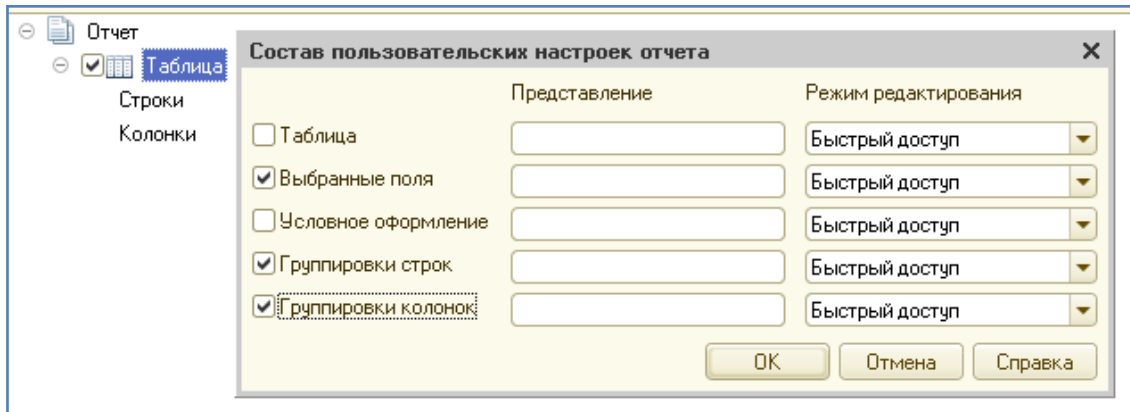 Отчет
Таблица
Строки
Колонки
Состав пользовательских настроек отчета
Представление Режим редактирования
Таблица Быстрый доступ
Выбранные поля Быстрый доступ
Условное оформление Быстрый доступ
Группировки строк Быстрый доступ
Группировки колонок Быстрый доступ
ОК Отмена Справка